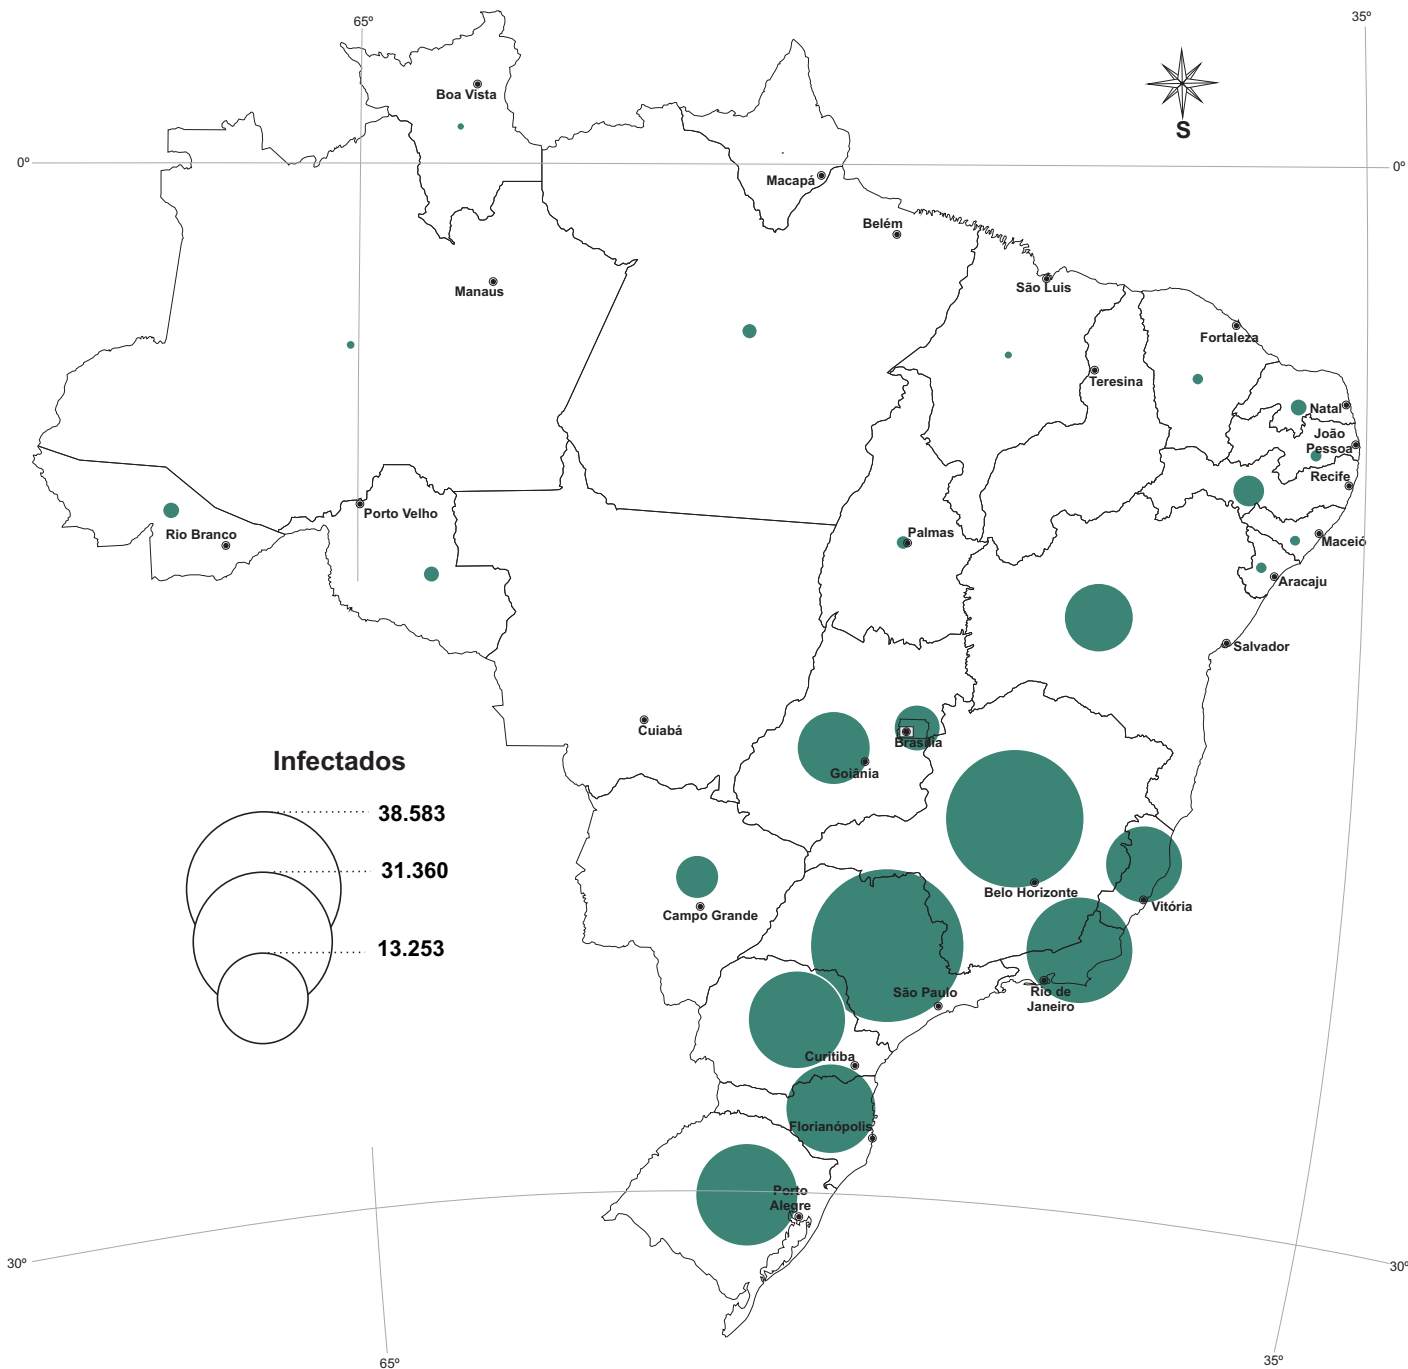 65º
35º
Boa Vista
S
0º
0º
Macapá
Belém
Manaus
São Luis
Fortaleza
Teresina
Natal
João
Pessoa
Recife
Porto Velho
Rio Branco
Palmas
Maceió
Aracaju
Salvador
Cuiabá
Brasília
Goiânia
Infectados
38.583
31.360
13.253
Belo Horizonte
Vitória
Campo Grande
São Paulo
Rio de
Janeiro
Curitiba
Florianópolis
Porto
Alegre
30º
30º
65º
35º